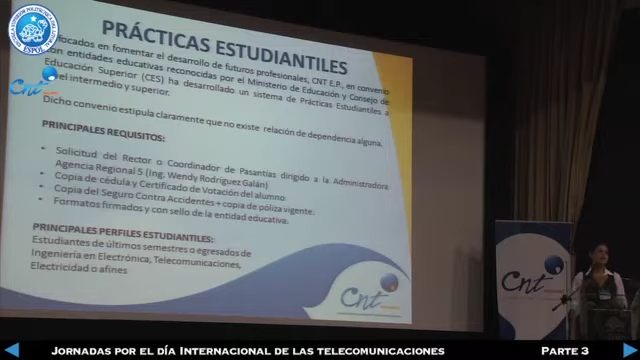 ESPOL
PRÁCTICAS ESTUDIANTILES
focados en fomentar el desarrollo de futuros profesionales, CNT E.P., en convenio
con entidades educativas reconocidas por el Ministerio de Educación y Consejo de
Educación Superior (CES) ha desarrollado un sistema de Prácticas Estudiantiles a
nivel intermedio y superior.
Dicho convenio estipula claramente que no existe relación de dependencia alguna.
PRINCIPALES REQUISITOS:
• Solicitud del Rector o Coordinador de Pasantías dirigido a la Administradora
Agencia Regional 5 (Ing. Wendy Rodríguez Galán)
• Copia de cédula y Certificado de Votación del alumno
• Copia del Seguro Contra Accidentes + copia de póliza vigente.
• Formatos firmados y con sello de la entidad educativa.
PRINCIPALES PERFILES ESTUDIANTILES:
Estudiantes de últimos semestres o egresados de
Ingeniería en Electrónica, Telecomunicaciones,
Electricidad o afines
Cnt
Cnt
Cnt
Jornadas por el día Internacional de las telecomunicaciones
Parte 3